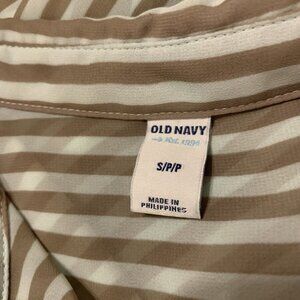 OLD NAVY
Est. 1994
S/P/P
MADE IN
PHILIPPINES